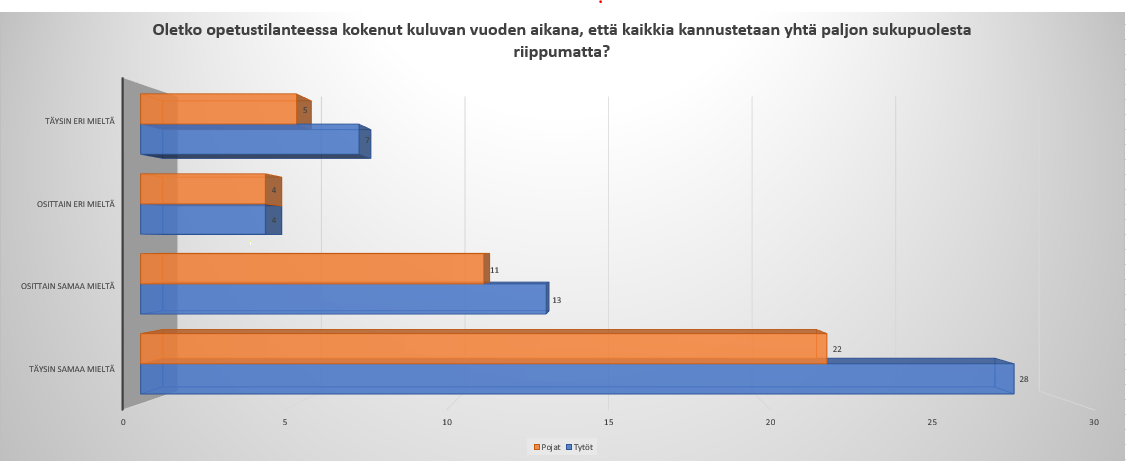 Oletko opetustilanteessa kokenut kuluvan vuoden aikana, että kaikkia kannustetaan yhtä paljon sukupuolesta
riippumatta?
TÄYSIN ERI MIELTÄ
5
7
OSITTAIN ERI MIELTÄ
4
4
OSITTAIN SAMAA MIELTÄ
11
13
TÄYSIN SAMAA MIELTÄ
22
28
0 5 10 15 20 25 30
Pojat Tytöt